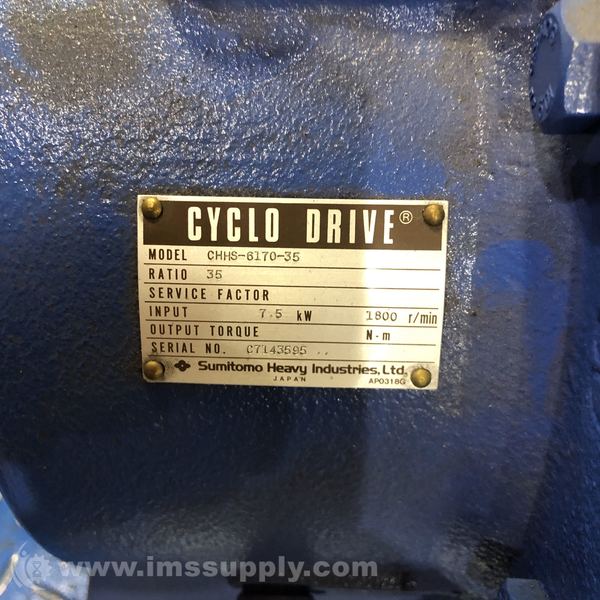 CYCLO DRIVE®
MODEL CHHS-6170-35
RATIO 35
SERVICE FACTOR
INPUT 7.5 kW 1800 r/min
OUTPUT TORQUE N·m
SERIAL NO. C7143595
Sumitomo Heavy Industries, Ltd.
JAPAN AP0318G
www.imssupply.com